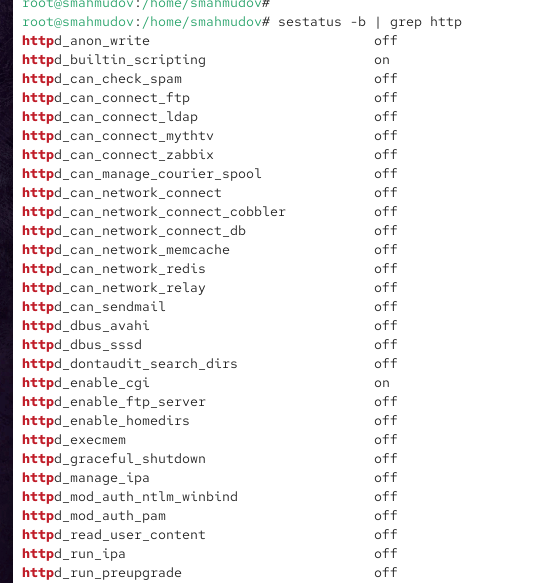 root@smahmudov:/home/smahmudov#
root@smahmudov:/home/smahmudov# sestatus -b | grep http
httpd_anon_write off
httpd_builtin_scripting on
httpd_can_check_spam off
httpd_can_connect_ftp off
httpd_can_connect_ldap off
httpd_can_connect_mythtv off
httpd_can_connect_zabbix off
httpd_can_manage_courier_spool off
httpd_can_network_connect off
httpd_can_network_connect_cobbler off
httpd_can_network_connect_db off
httpd_can_network_memcache off
httpd_can_network_redis off
httpd_can_network_relay off
httpd_can_sendmail off
httpd_dbus_avahi off
httpd_dbus_sssd off
httpd_dontaudit_search_dirs off
httpd_enable_cgi on
httpd_enable_ftp_server off
httpd_enable_homedirs off
httpd_execmem off
httpd_graceful_shutdown off
httpd_manage_ipa off
httpd_mod_auth_ntlm_winbind off
httpd_mod_auth_pam off
httpd_read_user_content off
httpd_run_ipa off
httpd_run_preupgrade off